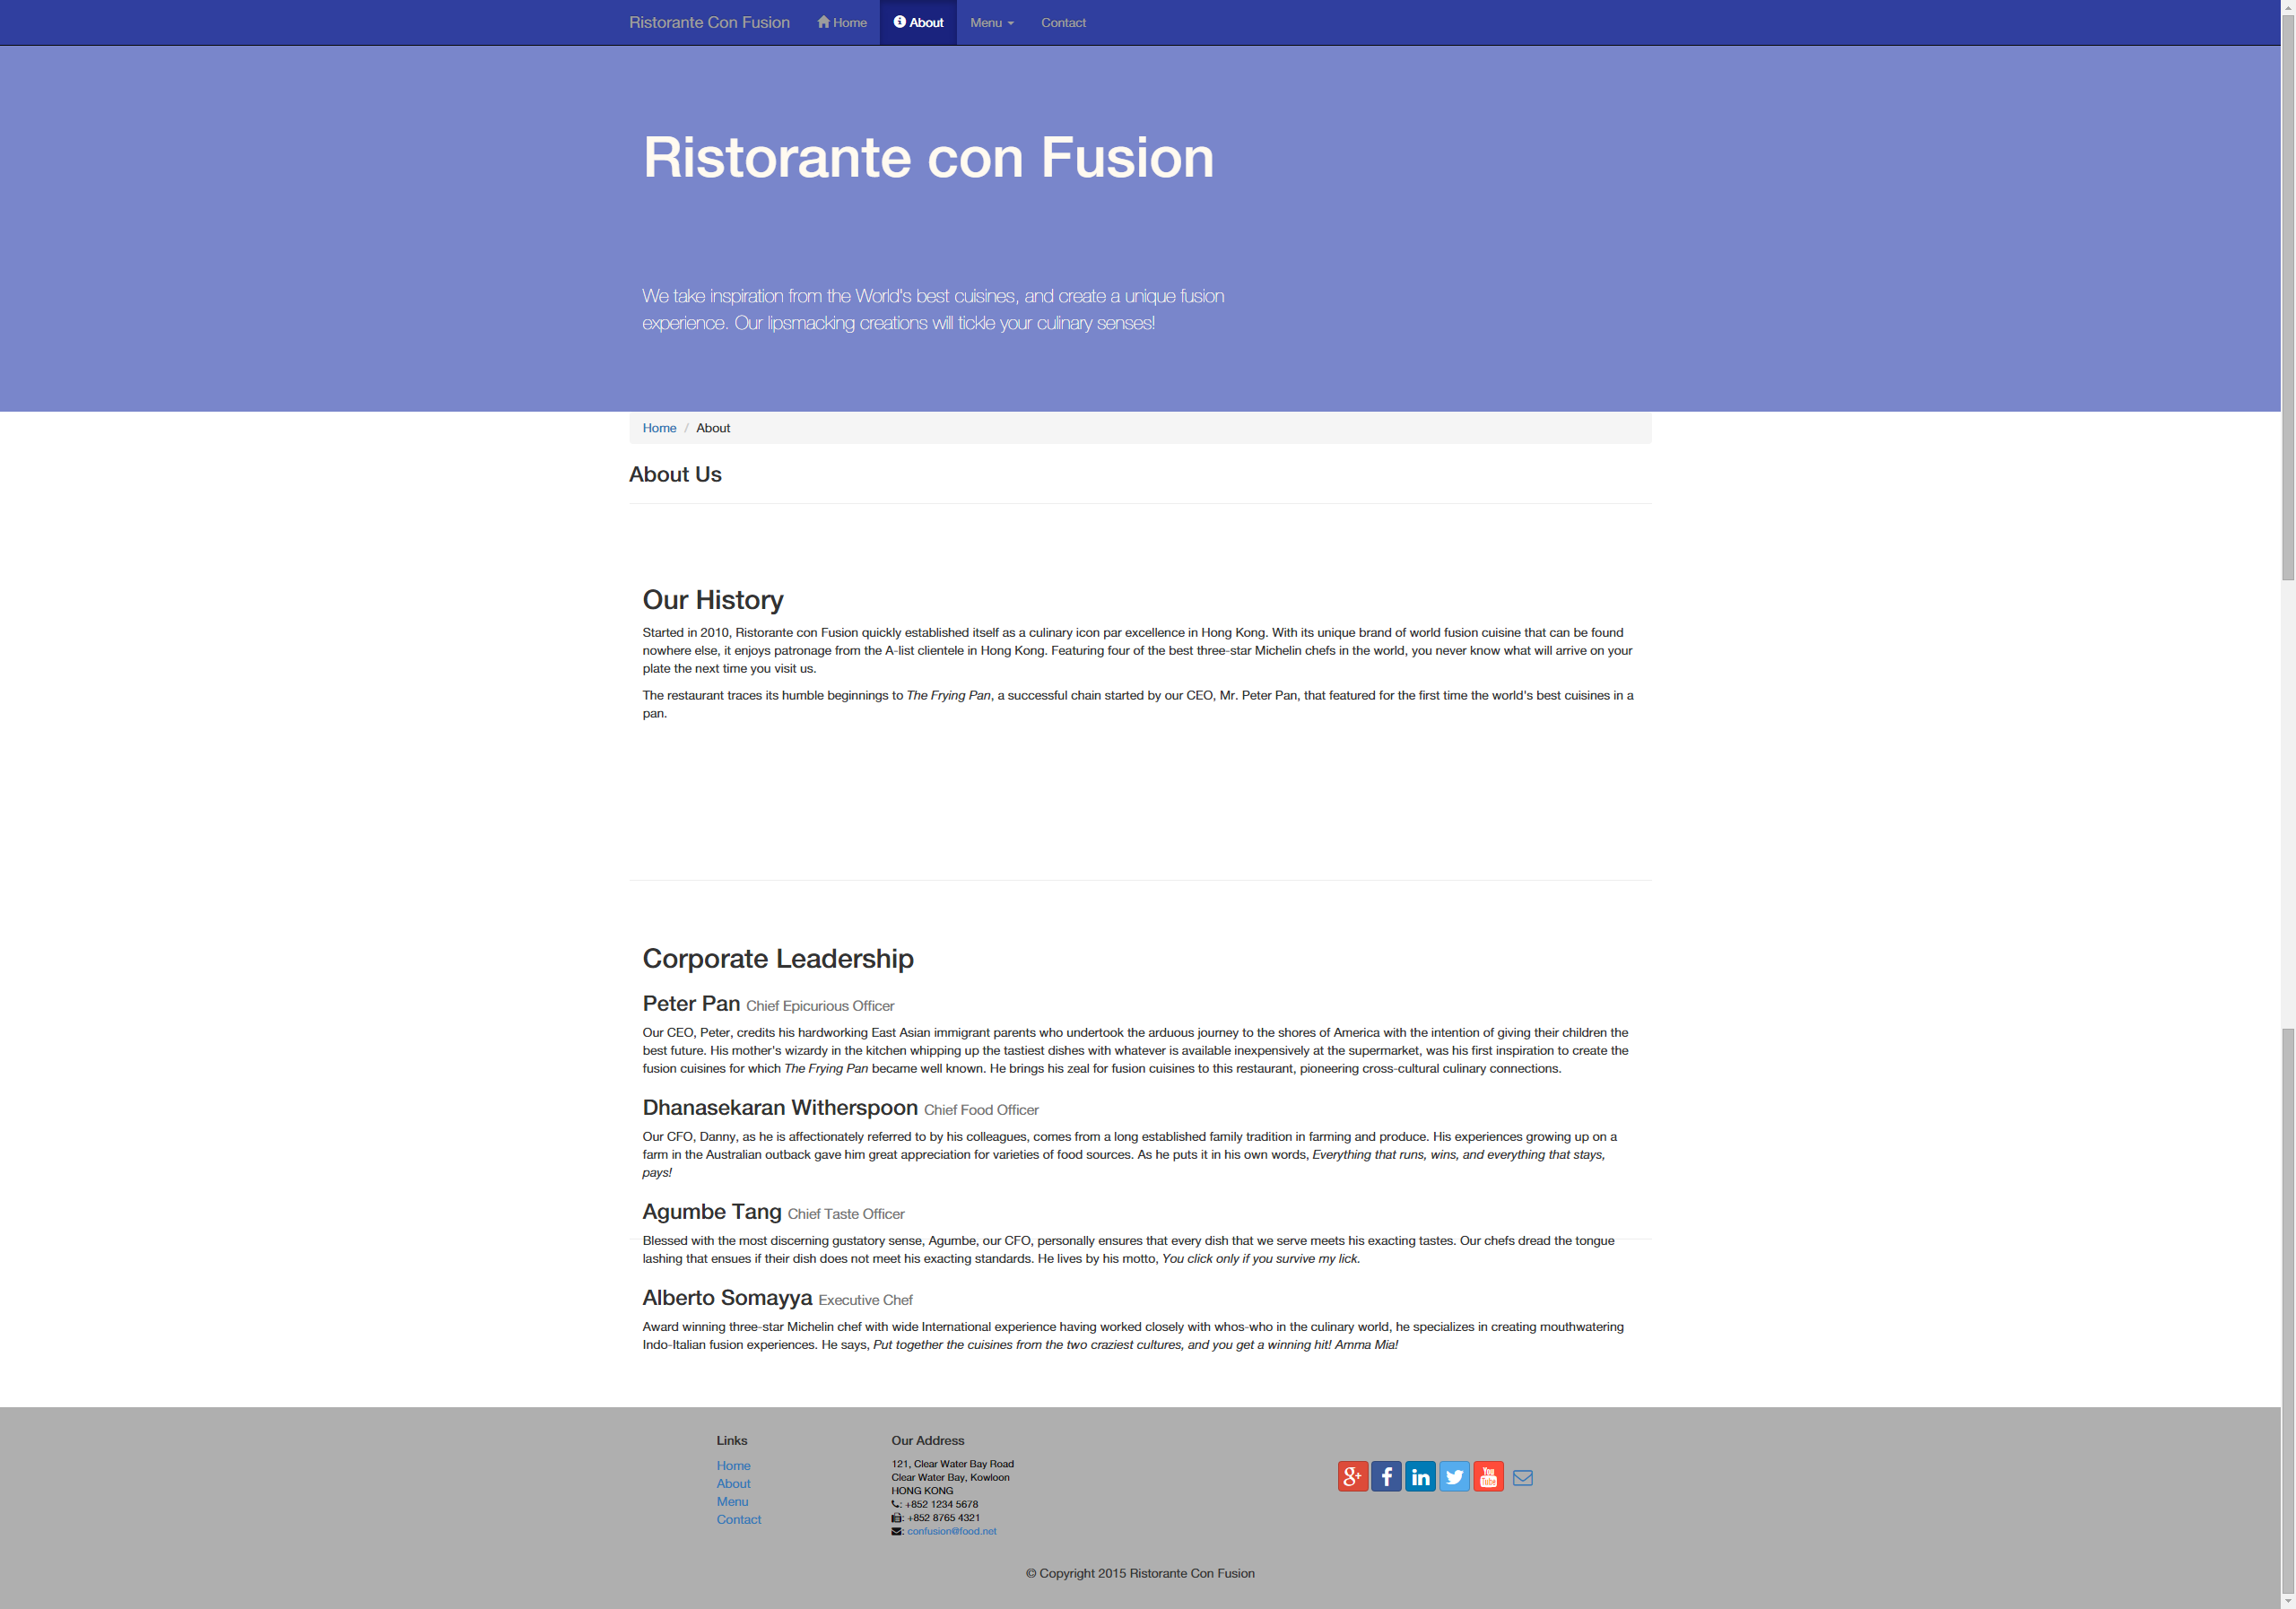 Ristorante Con Fusion Home About Menu Contact
Ristorante con Fusion
We take inspiration from the World's best cuisines, and create a unique fusion
experience. Our lipsmacking creations will tickle your culinary senses!
Home / About
About Us
Our History
Started in 2010, Ristorante con Fusion quickly established itself as a culinary icon par excellence in Hong Kong. With its unique brand of world fusion cuisine that can be found
nowhere else, it enjoys patronage from the A-list clientele in Hong Kong. Featuring four of the best three-star Michelin chefs in the world, you never know what will arrive on your
plate the next time you visit us.
The restaurant traces its humble beginnings to The Frying Pan, a successful chain started by our CEO, Mr. Peter Pan, that featured for the first time the world's best cuisines in a
pan.
Corporate Leadership
Peter Pan Chief Epicurious Officer
Our CEO, Peter, credits his hardworking East Asian immigrant parents who undertook the arduous journey to the shores of America with the intention of giving their children the
best future. His mother's wizardy in the kitchen whipping up the tastiest dishes with whatever is available inexpensively at the supermarket, was his first inspiration to create the
fusion cuisines for which The Frying Pan became well known. He brings his zeal for fusion cuisines to this restaurant, pioneering cross-cultural culinary connections.
Dhanasekaran Witherspoon Chief Food Officer
Our CFO, Danny, as he is affectionately referred to by his colleagues, comes from a long established family tradition in farming and produce. His experiences growing up on a
farm in the Australian outback gave him great appreciation for varieties of food sources. As he puts it in his own words, Everything that runs, wins, and everything that stays,
pays!
Agumbe Tang Chief Taste Officer
Blessed with the most discerning gustatory sense, Agumbe, our CFO, personally ensures that every dish that we serve meets his exacting tastes. Our chefs dread the tongue
lashing that ensues if their dish does not meet his exacting standards. He lives by his motto, You click only if you survive my lick.
Alberto Somayya Executive Chef
Award winning three-star Michelin chef with wide International experience having worked closely with whos-who in the culinary world, he specializes in creating mouthwatering
Indo-Italian fusion experiences. He says, Put together the cuisines from the two craziest cultures, and you get a winning hit! Amma Mia!
Links
Home
About
Menu
Contact
Our Address
121, Clear Water Bay Road
Clear Water Bay, Kowloon
HONG KONG
: +852 1234 5678
: +852 8765 4321
: confusion@food.net
g+ f in You Tube
© Copyright 2015 Ristorante Con Fusion